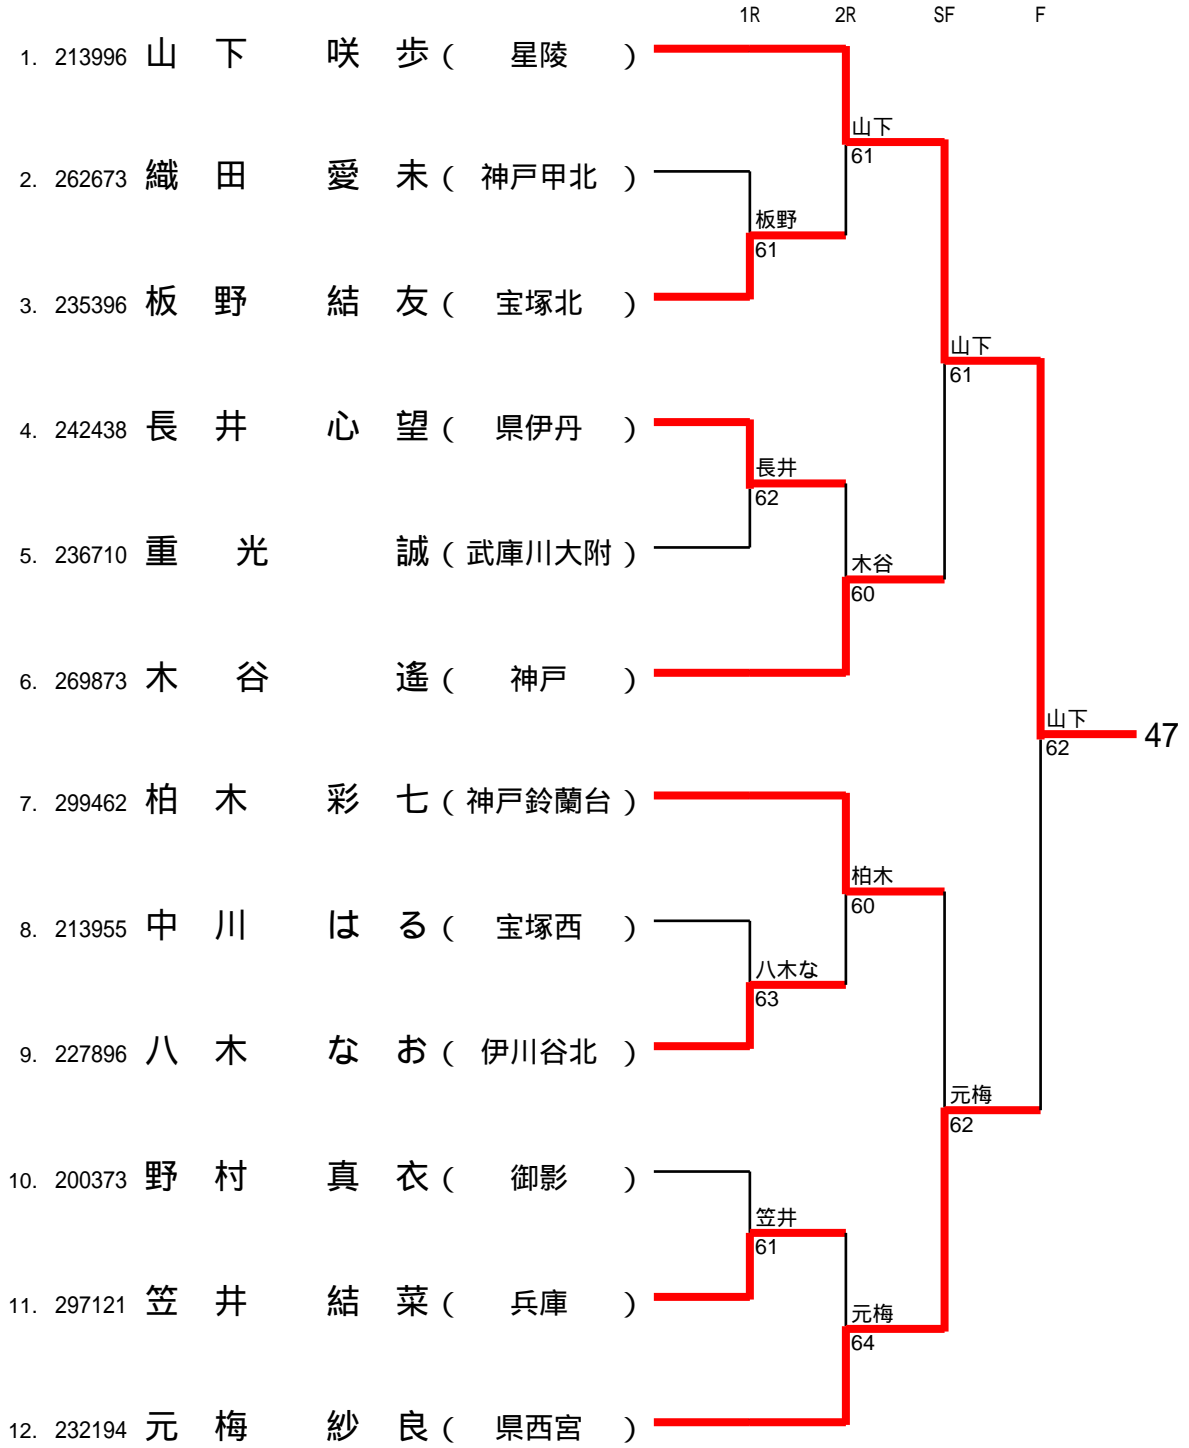 1R 2R SF F
1. 213996 山下 咲歩 ( 星陵 )
山下
61
2. 262673 織田 愛未 ( 神戸甲北 )
板野
61
3. 235396 板野 結友 ( 宝塚北 )
山下
61
4. 242438 長井 心望 ( 県伊丹 )
長井
62
5. 236710 重光 誠 ( 武庫川大附 )
木谷
60
6. 269873 木谷 遙 ( 神戸 )
山下
62
47
7. 299462 柏木 彩七 ( 神戸鈴蘭台 )
柏木
60
8. 213955 中川 はる ( 宝塚西 )
八木な
63
9. 227896 八木 なお ( 伊川谷北 )
元梅
62
10. 200373 野村 真衣 ( 御影 )
笠井
61
11. 297121 笠井 結菜 ( 兵庫 )
元梅
64
12. 232194 元梅 紗良 ( 県西宮 )